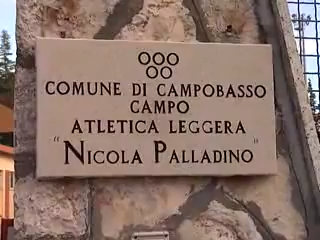 COMUNE DI CAMPOBASSO
CAMPO
ATLETICA LEGGERA
"NICOLA PALLADINO"